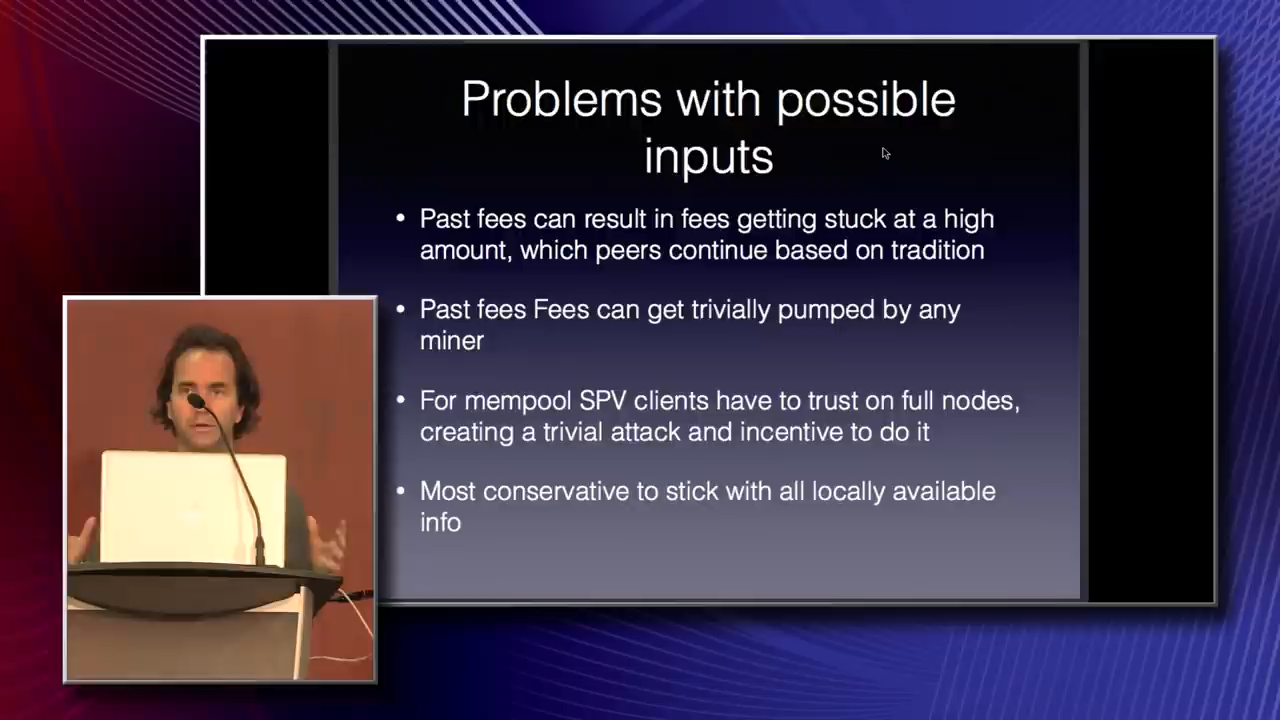 Problems with possible
inputs
• Past fees can result in fees getting stuck at a high
amount, which peers continue based on tradition
• Past fees Fees can get trivially pumped by any
miner
• For mempool SPV clients have to trust on full nodes,
creating a trivial attack and incentive to do it
• Most conservative to stick with all locally available
info